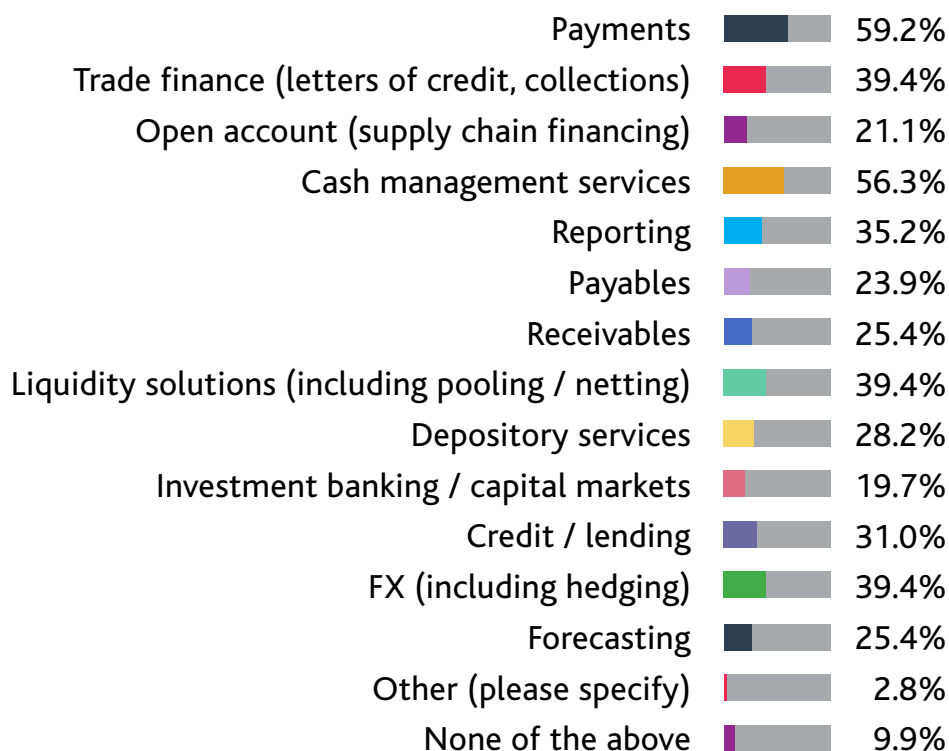 Payments 59.2%
Trade finance (letters of credit, collections) 39.4%
Open account (supply chain financing) 21.1%
Cash management services 56.3%
Reporting 35.2%
Payables 23.9%
Receivables 25.4%
Liquidity solutions (including pooling / netting) 39.4%
Depository services 28.2%
Investment banking / capital markets 19.7%
Credit / lending 31.0%
FX (including hedging) 39.4%
Forecasting 25.4%
Other (please specify) 2.8%
None of the above 9.9%